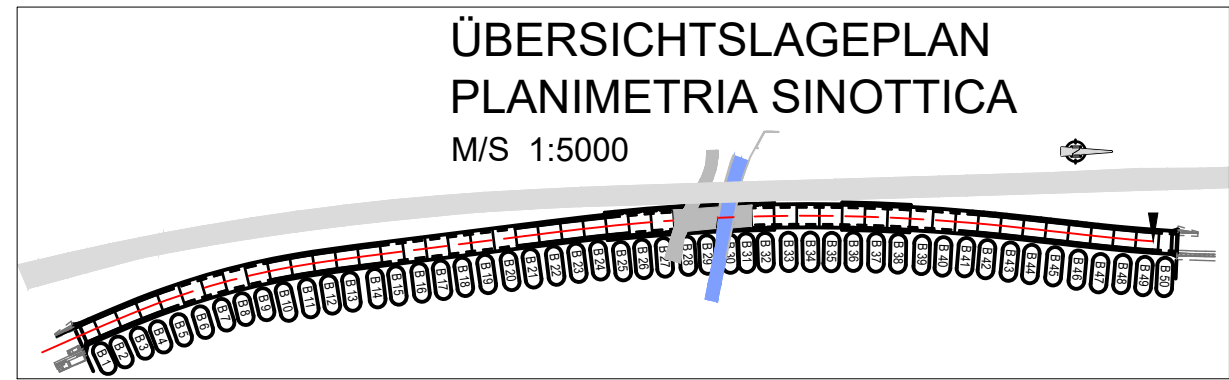 ÜBERSICHTSLAGEPLAN
PLANIMETRIA SINOTTICA
M/S 1:5000
B 1
B 2
B 3
B 4
B 5
B 6
B 7
B 8
B 9
B 10
B 11
B 12
B 13
B 14
B 15
B 16
B 17
B 18
B 19
B 20
B 21
B 22
B 23
B 24
B 25
B 26
B 27
B 28
B 29
B 30
B 31
B 32
B 33
B 34
B 35
B 36
B 37
B 38
B 39
B 40
B 41
B 42
B 43
B 44
B 45
B 46
B 47
B 48
B 49
B 50